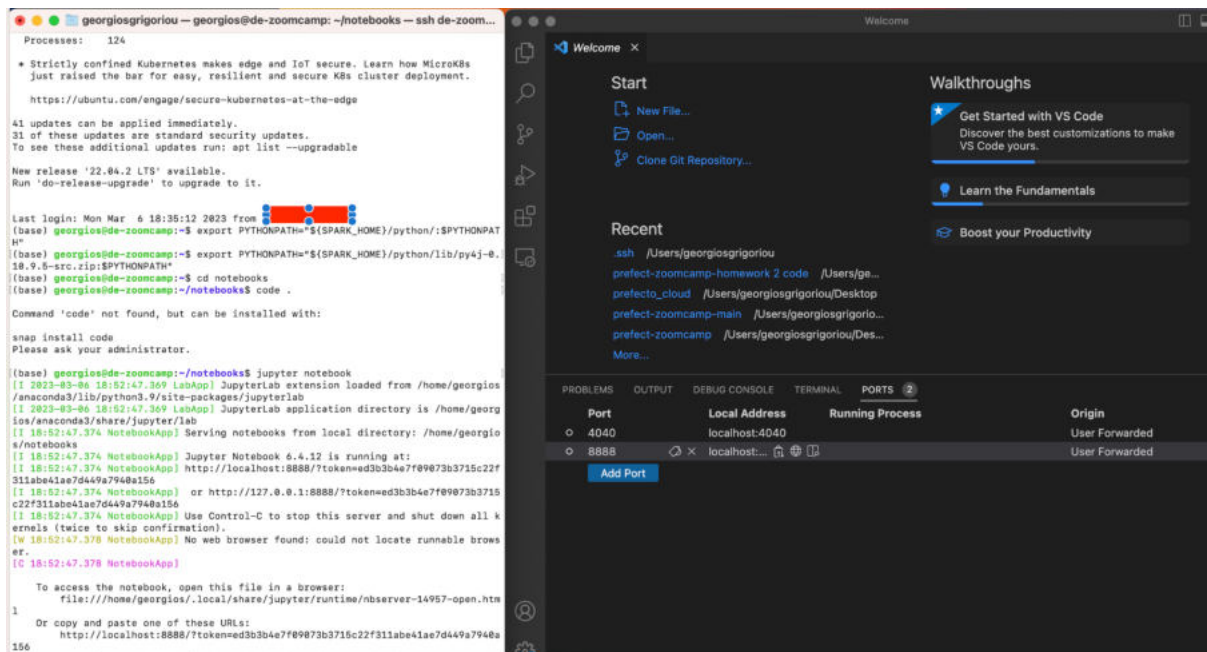 georgiosgrigoriou — georgios@de-zoomcamp: ~/notebooks — ssh de-zoom...
Processes: 124
* Strictly confined Kubernetes makes edge and IoT secure. Learn how MicroK8s
just raised the bar for easy, resilient and secure K8s cluster deployment.
https://ubuntu.com/engage/secure-kubernetes-at-the-edge
41 updates can be applied immediately.
31 of these updates are standard security updates.
To see these additional updates run: apt list --upgradable
New release '22.04.2 LTS' available.
Run 'do-release-upgrade' to upgrade to it.
Last login: Mon Mar 6 18:35:12 2023 from
(base) georgios@de-zoomcamp:~$ export PYTHONPATH="${SPARK_HOME}/python/:$PYTHONPAT
H"
(base) georgios@de-zoomcamp:~$ export PYTHONPATH="${SPARK_HOME}/python/lib/py4j-0.
10.9.5-src.zip:$PYTHONPATH"
(base) georgios@de-zoomcamp:~$ cd notebooks
(base) georgios@de-zoomcamp:~/notebooks$ code .
Command 'code' not found, but can be installed with:
snap install code
Please ask your administrator.
(base) georgios@de-zoomcamp:~/notebooks$ jupyter notebook
[I 2023-03-06 18:52:47.369 LabApp] JupyterLab extension loaded from /home/georgios
/anaconda3/lib/python3.9/site-packages/jupyterlab
[I 2023-03-06 18:52:47.369 LabApp] JupyterLab application directory is /home/georg
ios/anaconda3/share/jupyter/lab
[I 18:52:47.374 NotebookApp] Serving notebooks from local directory: /home/georgio
s/notebooks
[I 18:52:47.374 NotebookApp] Jupyter Notebook 6.4.12 is running at:
[I 18:52:47.374 NotebookApp] http://localhost:8888/?token=ed3b3b4e7f09073b3715c22f
311abe41ae7d449a7940a156
[I 18:52:47.374 NotebookApp] or http://127.0.0.1:8888/?token=ed3b3b4e7f09073b3715
c22f311abe41ae7d449a7940a156
[I 18:52:47.374 NotebookApp] Use Control-C to stop this server and shut down all k
ernels (twice to skip confirmation).
[W 18:52:47.378 NotebookApp] No web browser found: could not locate runnable brows
er.
[C 18:52:47.378 NotebookApp]
To access the notebook, open this file in a browser:
file:///home/georgios/.local/share/jupyter/runtime/nbserver-14957-open.htm
l
Or copy and paste one of these URLs:
http://localhost:8888/?token=ed3b3b4e7f09073b3715c22f311abe41ae7d449a7940a
156
Welcome
Welcome
Start
New File...
Open...
Clone Git Repository...
Recent
.ssh /Users/georgiosgrigoriou
prefect-zoomcamp-homework 2 code /Users/ge...
prefecto_cloud /Users/georgiosgrigoriou/Desktop
prefect-zoomcamp-main /Users/georgiosgrigorio...
prefect-zoomcamp /Users/georgiosgrigoriou/Des...
More...
Walkthroughs
Get Started with VS Code
Discover the best customizations to make
VS Code yours.
Learn the Fundamentals
Boost your Productivity
PROBLEMS OUTPUT DEBUG CONSOLE TERMINAL PORTS 2
Port Local Address Running Process Origin
4040 localhost:4040 User Forwarded
8888 localhost:... User Forwarded
Add Port